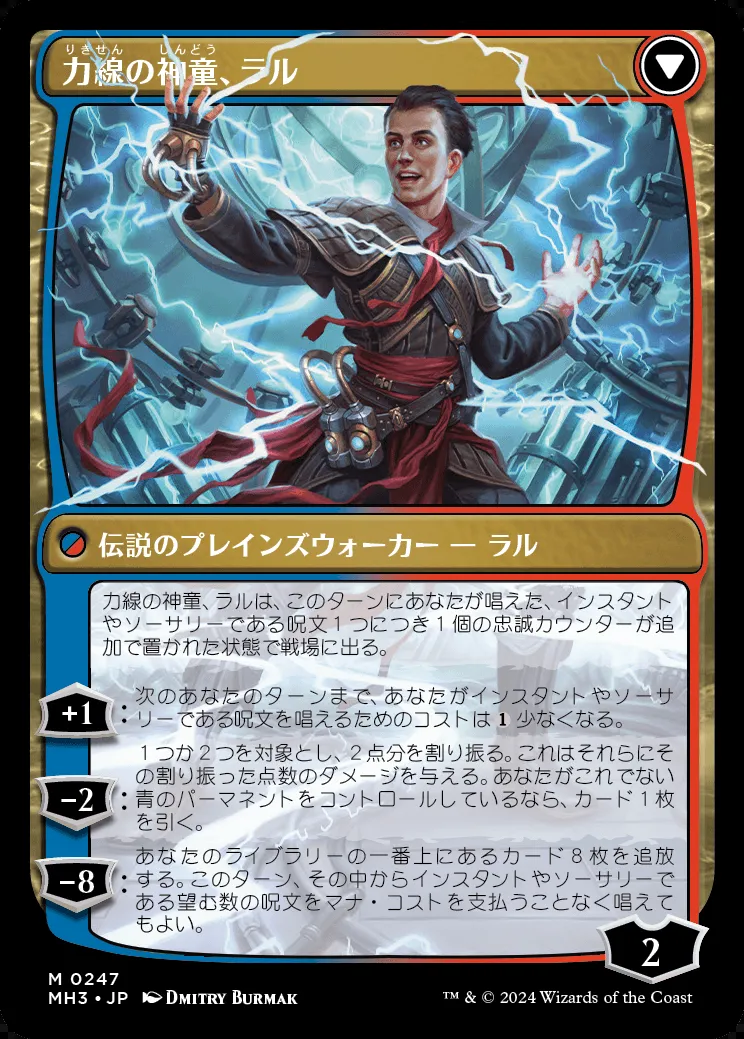 りきせん しんどう
力線の神童、ラル
伝説のプレインズウォーカー — ラル
力線の神童、ラルは、このターンにあなたが唱えた、インスタント
やソーサリーである呪文１つにつき１個の忠誠カウンターが追
加で置かれた状態で戦場に出る。
+1：次のあなたのターンまで、あなたがインスタントやソーサ
リーである呪文を唱えるためのコストは 1 少なくなる。
−2：１つか２つを対象とし、２点分を割り振る。これはそれらにそ
の割り振った点数のダメージを与える。あなたがこれでない
青のパーマネントをコントロールしているなら、カード１枚
を引く。
−8：あなたのライブラリーの一番上にあるカード８枚を追放
する。このターン、その中からインスタントやソーサリーで
ある望む数の呪文をマナ・コストを支払うことなく唱えて
もよい。
2
M 0247
MH3 • JP DMITRY BURMAK
™ & © 2024 Wizards of the Coast